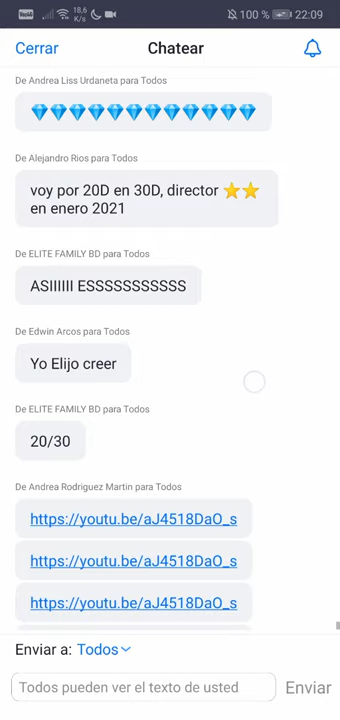 18,6
K/s
100 %
22:09
Cerrar
Chatear
De Andrea Liss Urdaneta para Todos
💎💎💎💎💎💎💎💎💎💎💎💎
De Alejandro Rios para Todos
voy por 20D en 30D, director ⭐⭐
en enero 2021
De ELITE FAMILY BD para Todos
ASIIIIII ESSSSSSSSSSS
De Edwin Arcos para Todos
Yo Elijo creer
De ELITE FAMILY BD para Todos
20/30
De Andrea Rodriguez Martin para Todos
https://youtu.be/aJ4518DaO_s
https://youtu.be/aJ4518DaO_s
https://youtu.be/aJ4518DaO_s
Enviar a: Todos
Todos pueden ver el texto de usted
Enviar